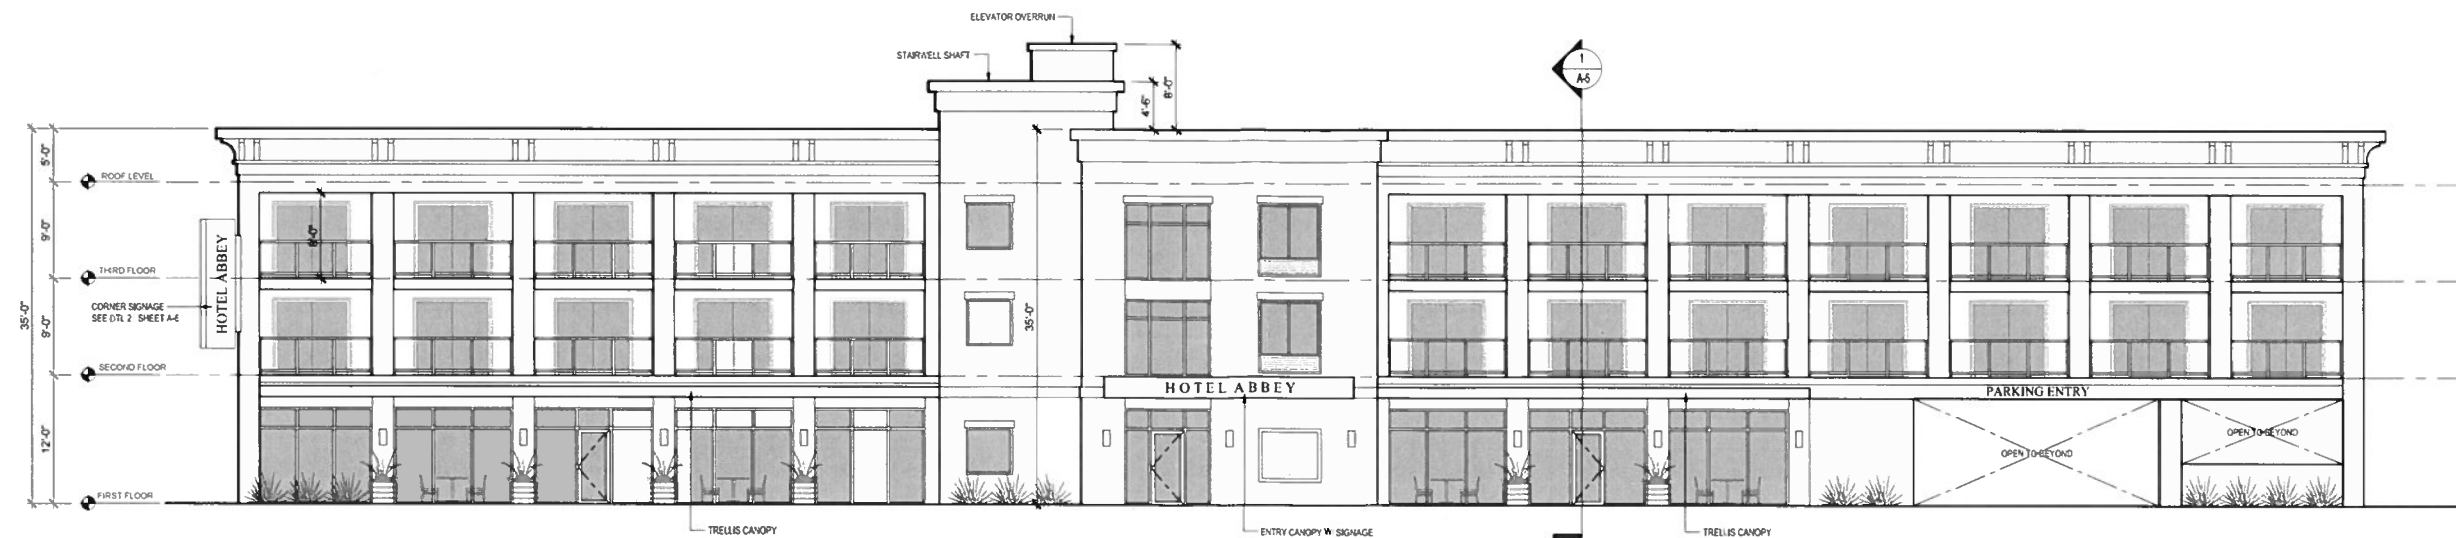 ELEVATOR OVERRUN
STAIRWELL SHAFT
1
A-5
8'-0"
4'-6"
5'-0"
ROOF LEVEL
9'-0"
8'-0"
HOTEL ABBEY
THIRD FLOOR
CORNER SIGNAGE
SEE DTL 2 SHEET A-6
35'-0"
35'-0"
9'-0"
SECOND FLOOR
HOTEL ABBEY
PARKING ENTRY
12'-0"
OPEN TO BEYOND
OPEN TO BEYOND
FIRST FLOOR
TRELLIS CANOPY
ENTRY CANOPY W/ SIGNAGE
TRELLIS CANOPY